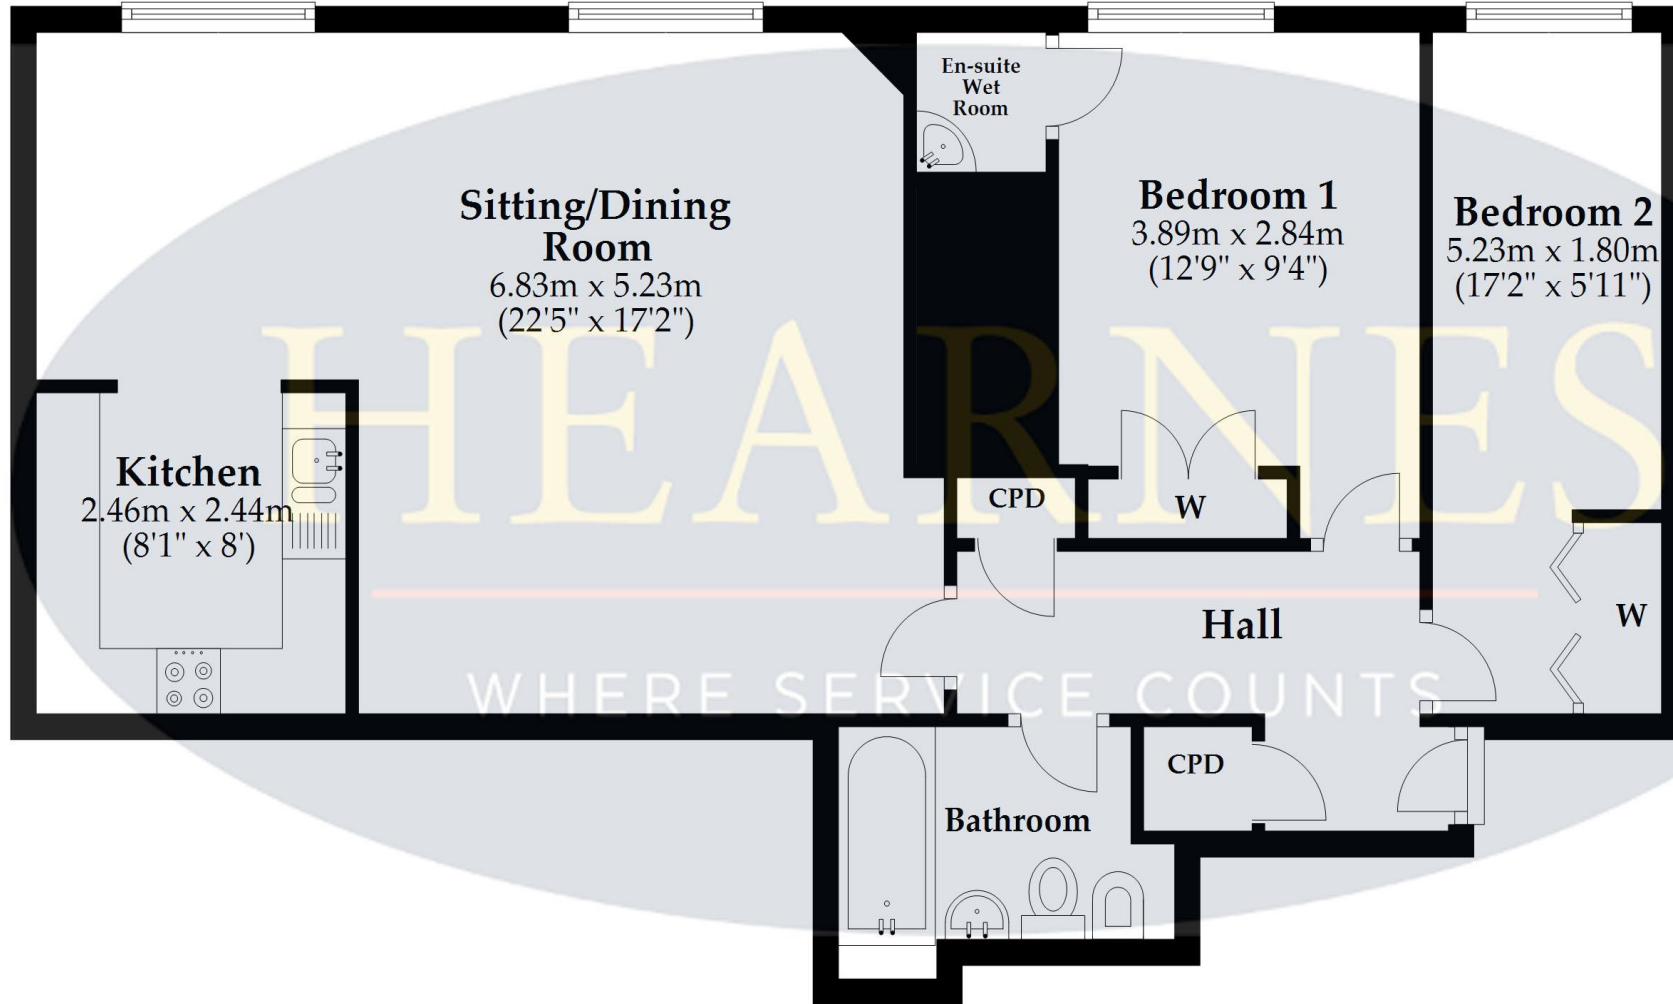 En-suite
Wet
Room
Sitting/Dining
Room
6.83m x 5.23m
(22'5" x 17'2")
Bedroom 1
3.89m x 2.84m
(12'9" x 9'4")
Bedroom 2
5.23m x 1.80m
(17'2" x 5'11")
HEARNES
Kitchen
2.46m x 2.44m
(8'1" x 8')
CPD
W
Hall
W
WHERE SERVICE COUNTS
CPD
Bathroom